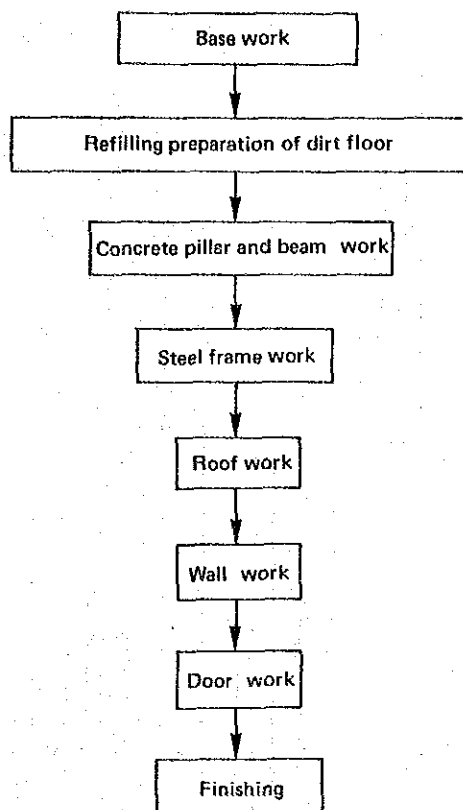 Base work
Refilling preparation of dirt floor
Concrete pillar and beam work
Steel frame work
Roof work
Wall work
Door work
Finishing